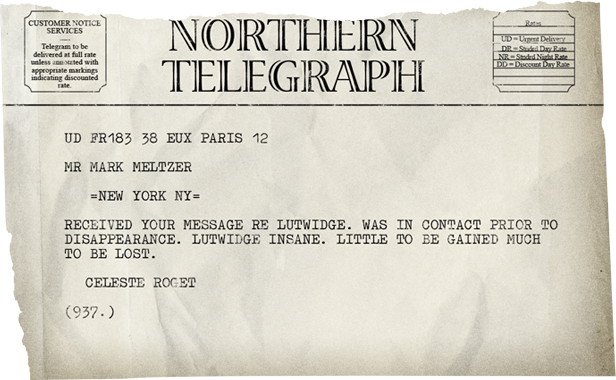 CUSTOMER NOTICE
SERVICES
Telegram to be
delivered at full rate
unless annotated with
appropriate markings
indicating discounted
rate.
NORTHERN
TELEGRAPH
Rates
UD = Urgent Delivery
DR = Stnded Day Rate
NR = Stnded Night Rate
DD = Discount Day Rate
UD FR183 38 EUX PARIS 12
MR MARK MELTZER
=NEW YORK NY=
RECEIVED YOUR MESSAGE RE LUTWIDGE. WAS IN CONTACT PRIOR TO
DISAPPEARANCE. LUTWIDGE INSANE. LITTLE TO BE GAINED MUCH
TO BE LOST.
CELESTE ROGET
(937.)